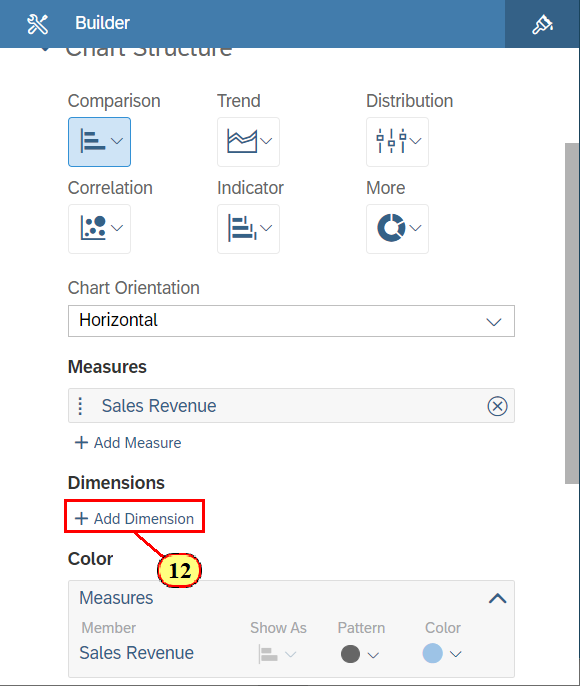 Builder
Chart Structure
Comparison Trend Distribution
Correlation Indicator More
Chart Orientation
Horizontal
Measures
Sales Revenue
+ Add Measure
Dimensions
+ Add Dimension
12
Color
Measures
Member Show As Pattern Color
Sales Revenue